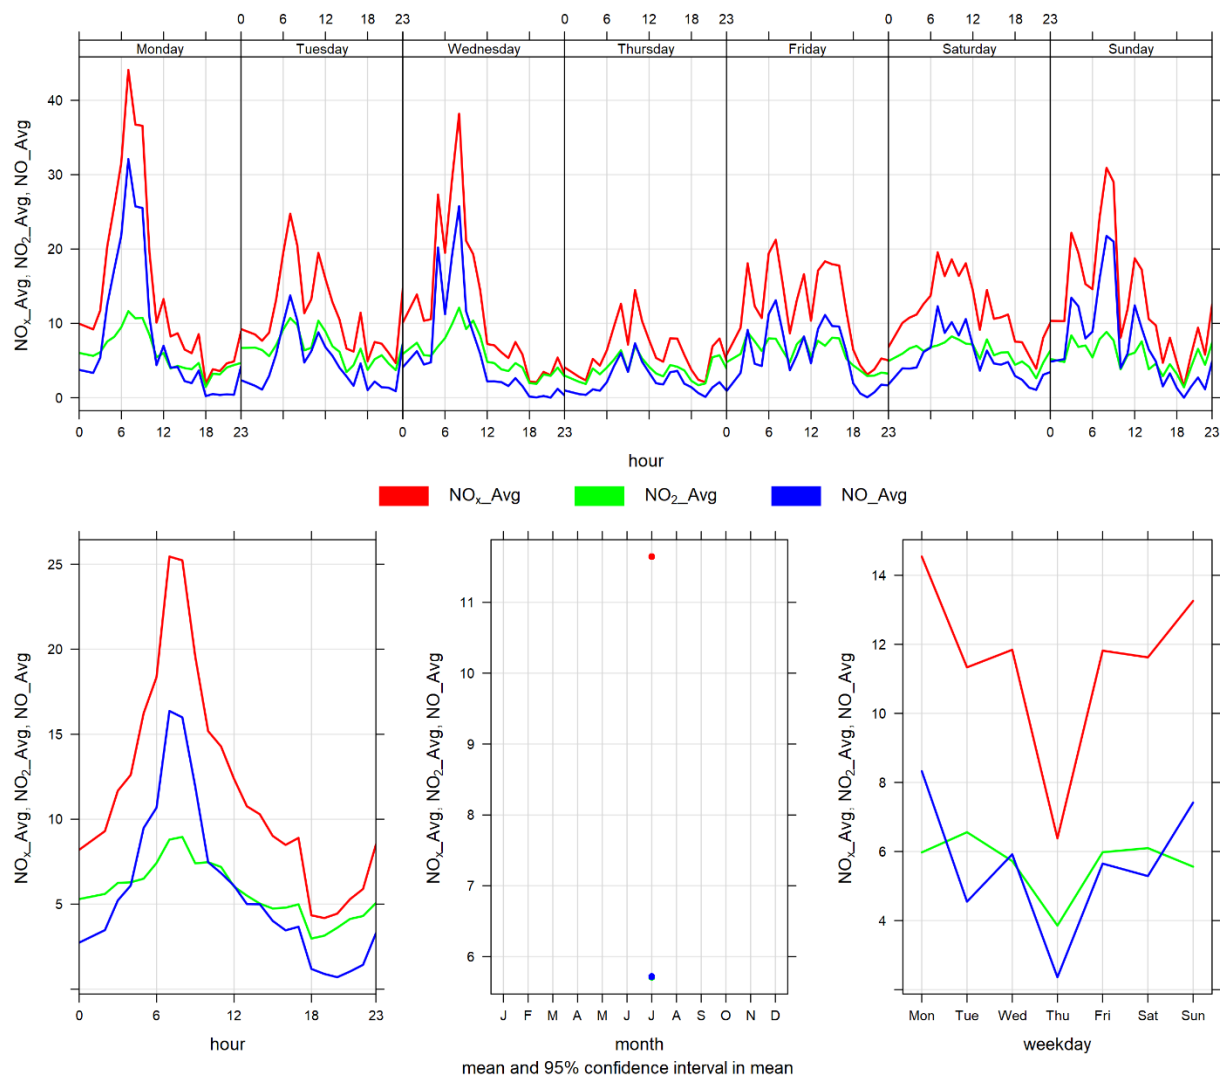 0 6 12 18 23 0 6 12 18 23 0 6 12 18 23
Monday Tuesday Wednesday Thursday Friday Saturday Sunday
NOx_Avg, NO2_Avg, NO_Avg
40
30
20
10
0
0 6 12 18 23 0 6 12 18 23 0 6 12 18 23 0 6 12 18 23
hour
NOx_Avg NO2_Avg NO_Avg
NOx_Avg, NO2_Avg, NO_Avg
25
20
15
10
5
0 6 12 18 23
hour
NOx_Avg, NO2_Avg, NO_Avg
11
10
9
8
7
6
J F M A M J J A S O N D
month
NOx_Avg, NO2_Avg, NO_Avg
14
12
10
8
6
4
Mon Tue Wed Thu Fri Sat Sun
weekday
mean and 95% confidence interval in mean